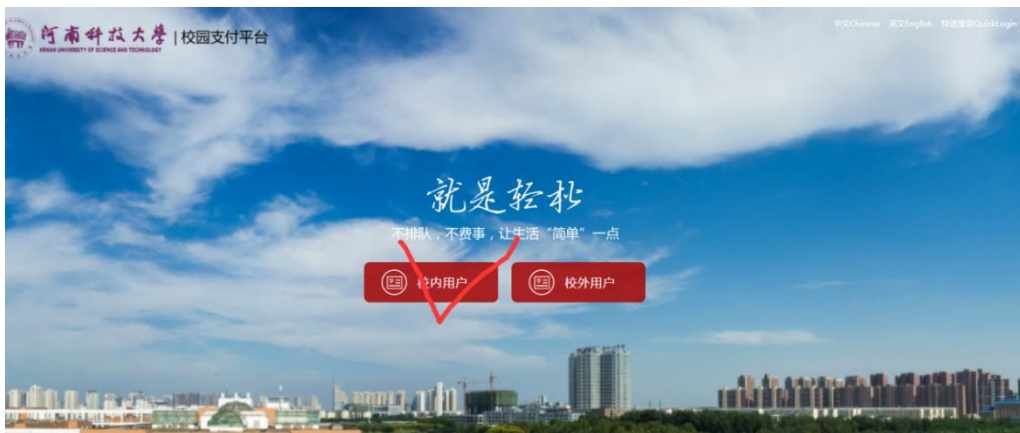 河南科技大学 | 校园支付平台
HENAN UNIVERSITY OF SCIENCE AND TECHNOLOGY
中文Chinese 英文English 快速登录QuickLogin
就是轻松
不排队，不费事，让生活“简单”一点
校内用户 校外用户